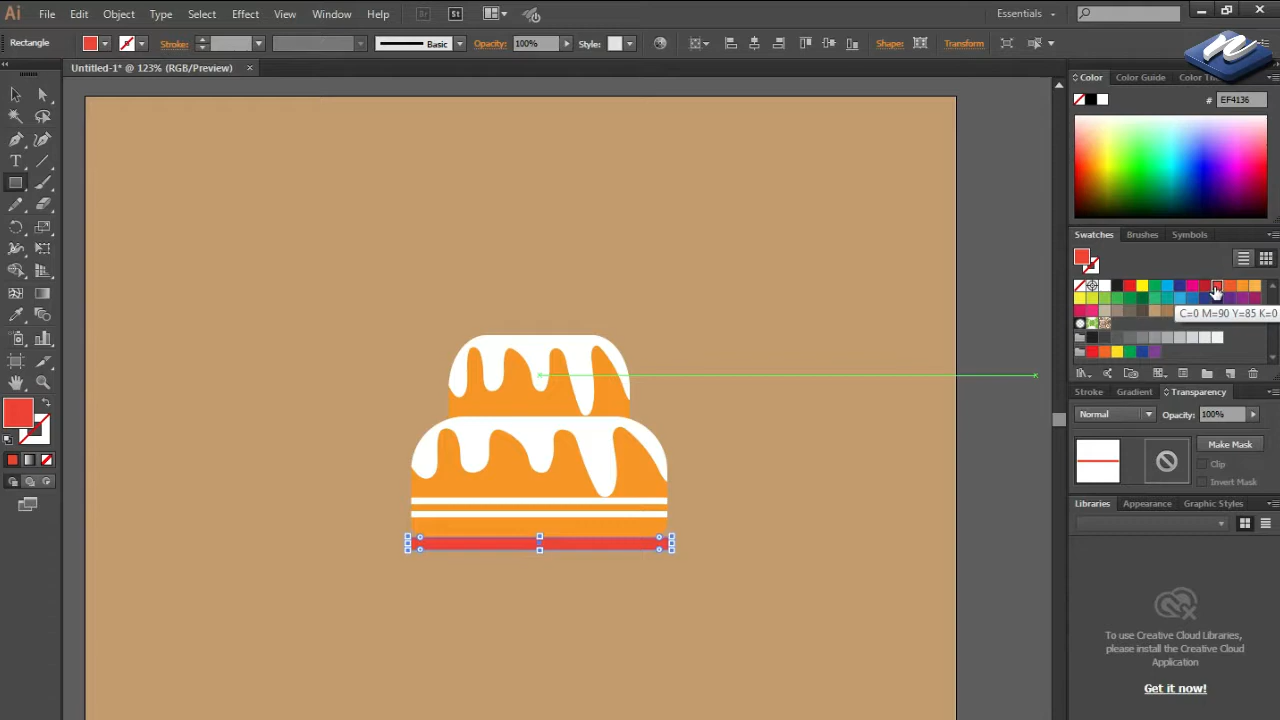 Ai File Edit Object Type Select Effect View Window Help Br St Essentials
Rectangle Stroke: Basic Opacity: 100% Style: Shape: Transform
Untitled-1* @ 123% (RGB/Preview) ×
Color Color Guide
# EF4136
Swatches Brushes Symbols
C=0 M=90 Y=85 K=0
Stroke Gradient Transparency
Normal Opacity: 100%
Make Mask
Clip
Invert Mask
Libraries Appearance Graphic Styles
To use Creative Cloud Libraries,
please install the Creative Cloud
Application
Get it now!